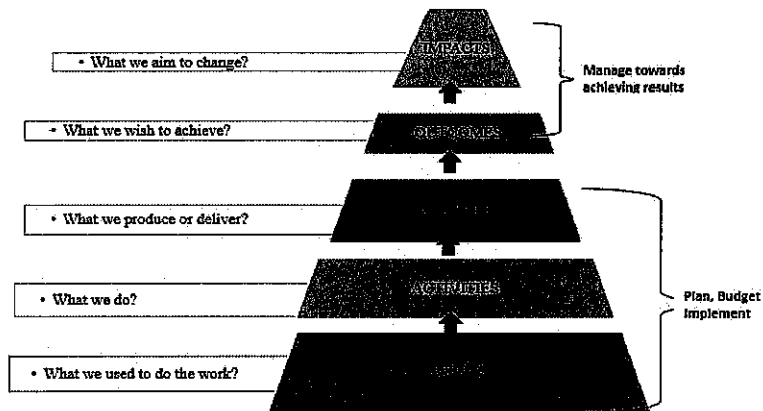 IMPACTS
• What we aim to change?
Manage towards
achieving results
• What we wish to achieve?
OUTCOMES
• What we produce or deliver?
• What we do?
ACTIVITIES
Plan, Budget
Implement
• What we used to do the work?